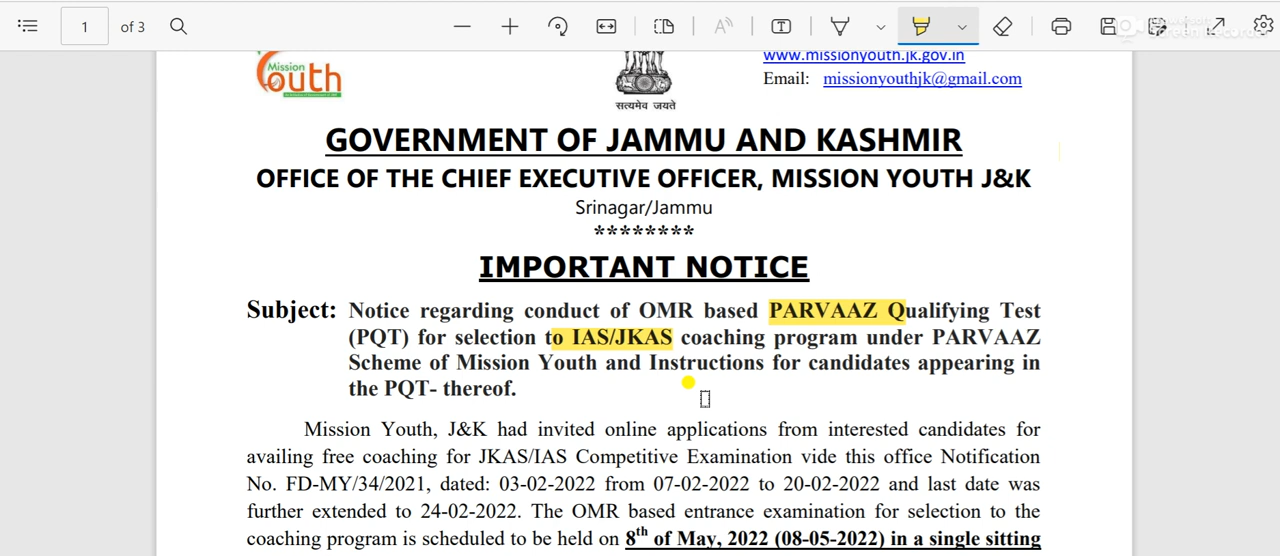 1 of 3
www.missionyouth.jk.gov.in
Mission
Youth
Email: missionyouthjk@gmail.com
सत्यमेव जयते
GOVERNMENT OF JAMMU AND KASHMIR
OFFICE OF THE CHIEF EXECUTIVE OFFICER, MISSION YOUTH J&K
Srinagar/Jammu
********
IMPORTANT NOTICE
Subject: Notice regarding conduct of OMR based PARVAAZ Qualifying Test
(PQT) for selection to IAS/JKAS coaching program under PARVAAZ
Scheme of Mission Youth and Instructions for candidates appearing in
the PQT- thereof.
Mission Youth, J&K had invited online applications from interested candidates for
availing free coaching for JKAS/IAS Competitive Examination vide this office Notification
No. FD-MY/34/2021, dated: 03-02-2022 from 07-02-2022 to 20-02-2022 and last date was
further extended to 24-02-2022. The OMR based entrance examination for selection to the
coaching program is scheduled to be held on 8th of May, 2022 (08-05-2022) in a single sitting